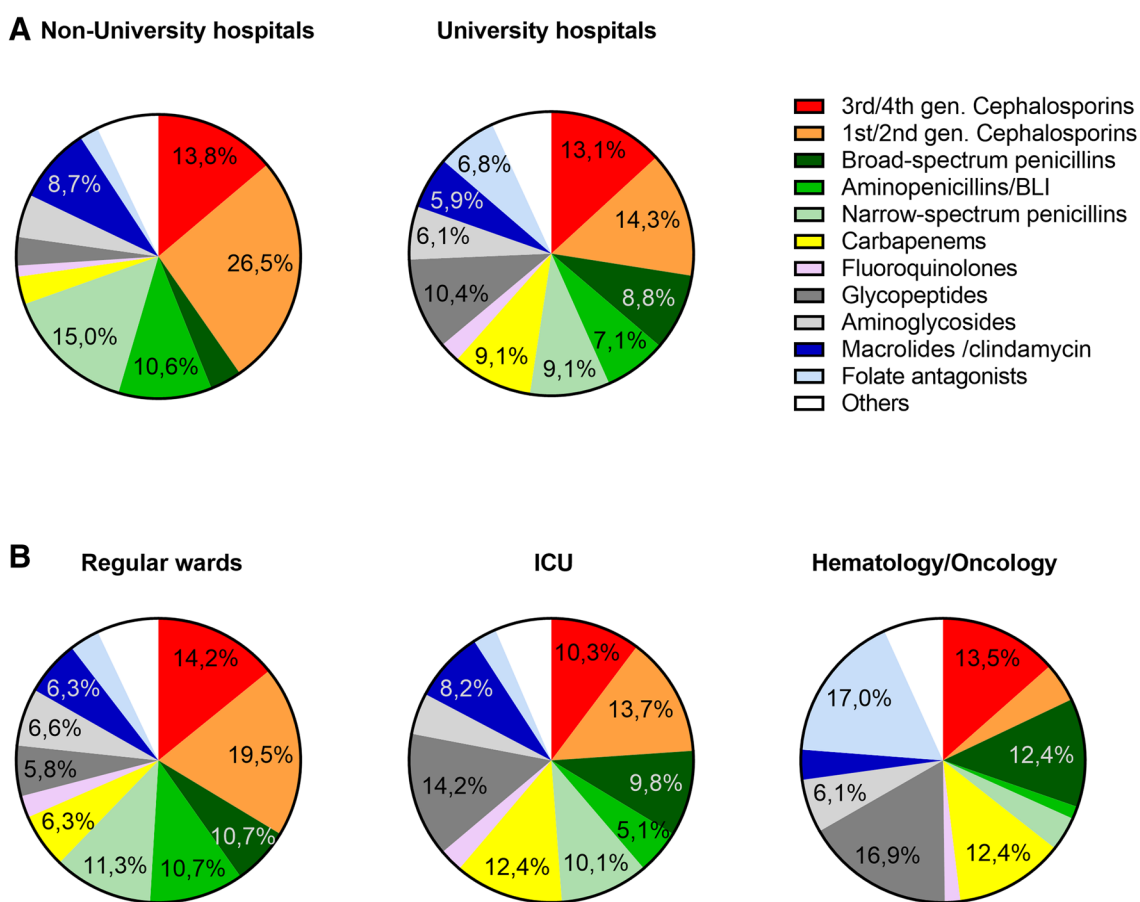 A Non-University hospitals
University hospitals
13,8%
26,5%
10,6%
15,0%
8,7%
13,1%
14,3%
8,8%
7,1%
9,1%
9,1%
10,4%
6,1%
5,9%
6,8%
3rd/4th gen. Cephalosporins
1st/2nd gen. Cephalosporins
Broad-spectrum penicillins
Aminopenicillins/BLI
Narrow-spectrum penicillins
Carbapenems
Fluoroquinolones
Glycopeptides
Aminoglycosides
Macrolides /clindamycin
Folate antagonists
Others
B Regular wards
ICU
Hematology/Oncology
14,2%
19,5%
10,7%
10,7%
11,3%
6,3%
5,8%
6,6%
6,3%
10,3%
13,7%
9,8%
5,1%
10,1%
12,4%
14,2%
8,2%
13,5%
12,4%
12,4%
16,9%
6,1%
17,0%